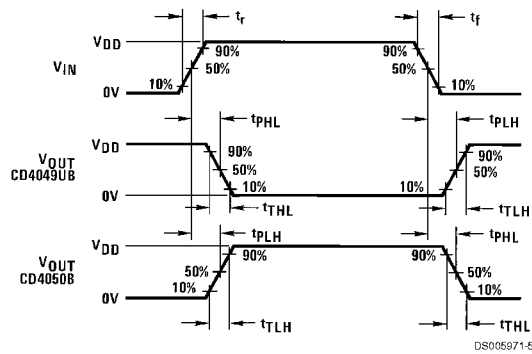 tr tf
VDD
90% 90%
VIN 50% 50%
10% 10%
0V
tPHL tPLH
VDD
90% 90%
VOUT 50% 50%
CD4049UB
10% 10%
0V
tTHL tTLH
tPLH tPHL
VDD
90% 90%
VOUT 50% 50%
CD4050B
10% 10%
0V
tTLH tTHL
DS005971-5